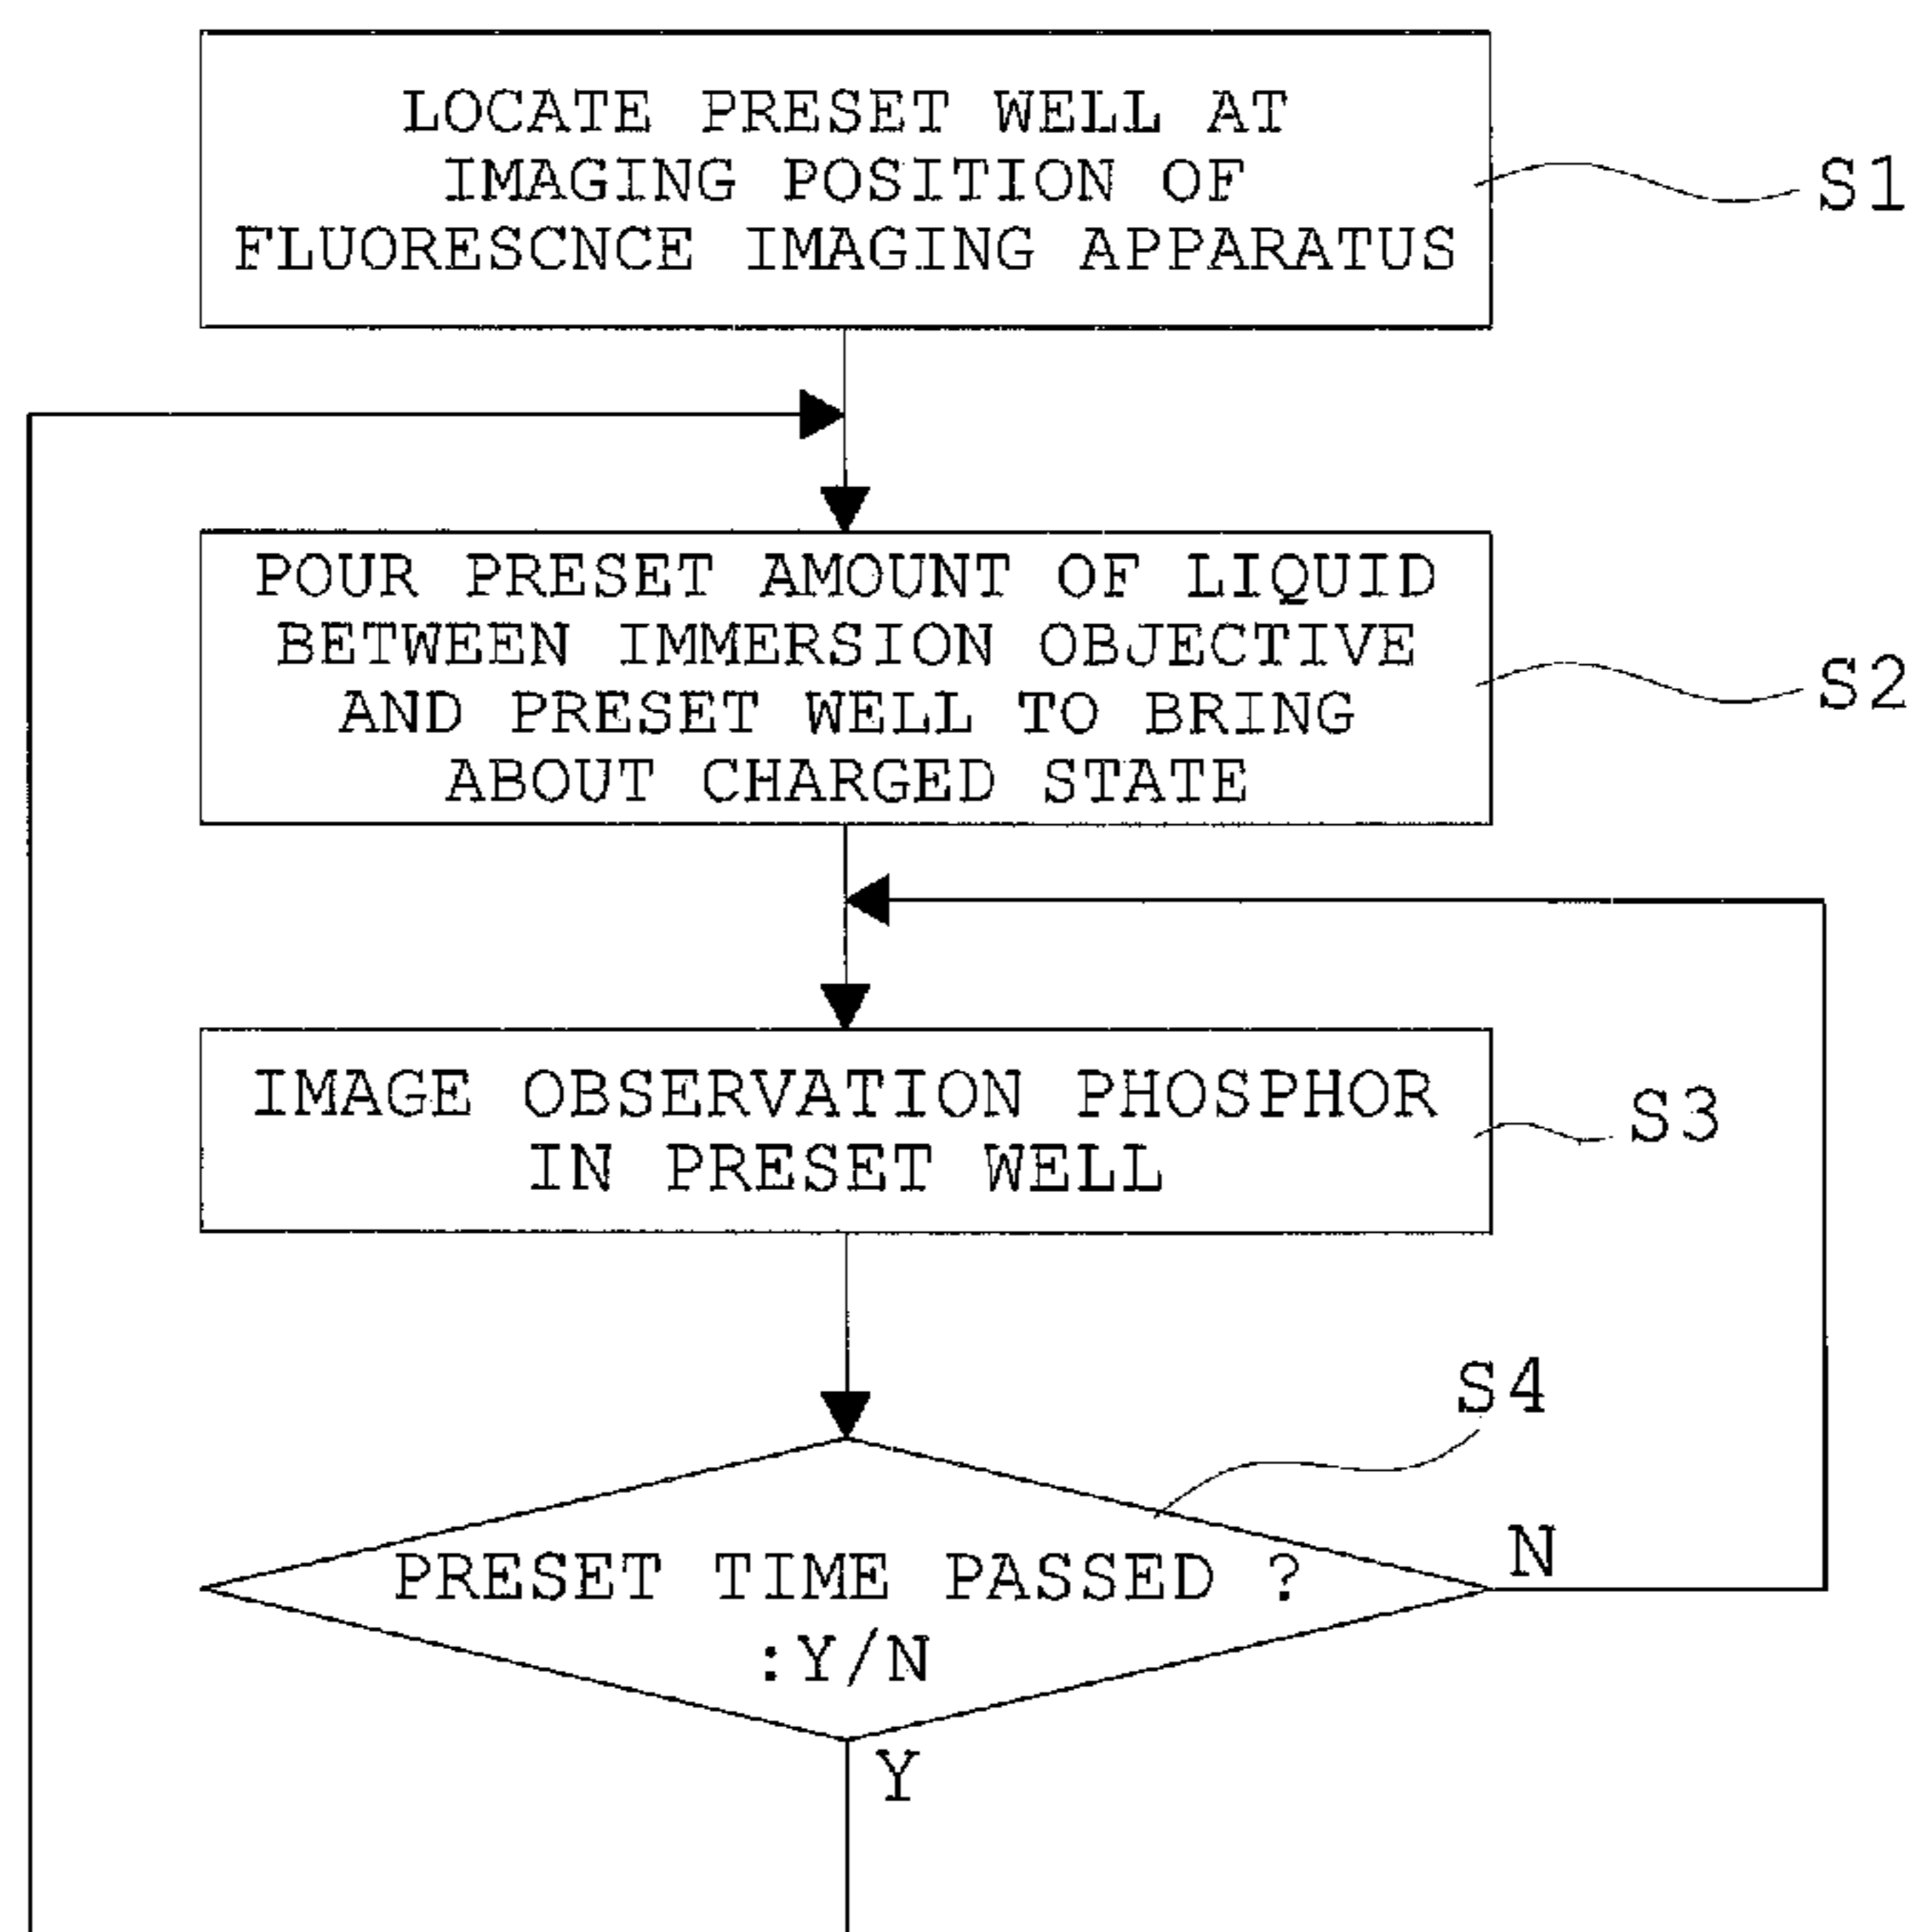 LOCATE PRESET WELL AT
IMAGING POSITION OF
FLUORESCNCE IMAGING APPARATUS
S1
POUR PRESET AMOUNT OF LIQUID
BETWEEN IMMERSION OBJECTIVE
AND PRESET WELL TO BRING
ABOUT CHARGED STATE
S2
IMAGE OBSERVATION PHOSPHOR
IN PRESET WELL
S3
S4
PRESET TIME PASSED ?
:Y/N
N
Y